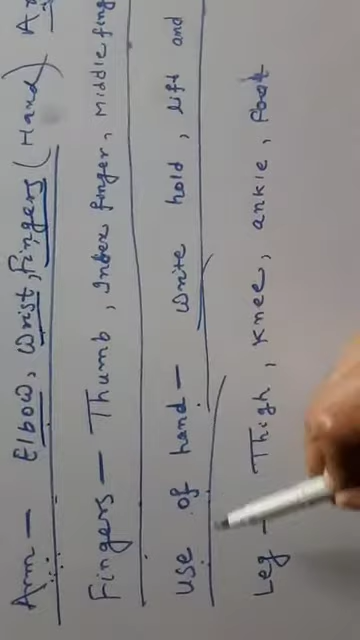 Arm - Elbow, Wrist, Fingers (Hand)
Fingers - Thumb, Index finger, Middle fing
Use of hand - Write hold, lift and
Leg - Thigh, Knee, ankle, foot